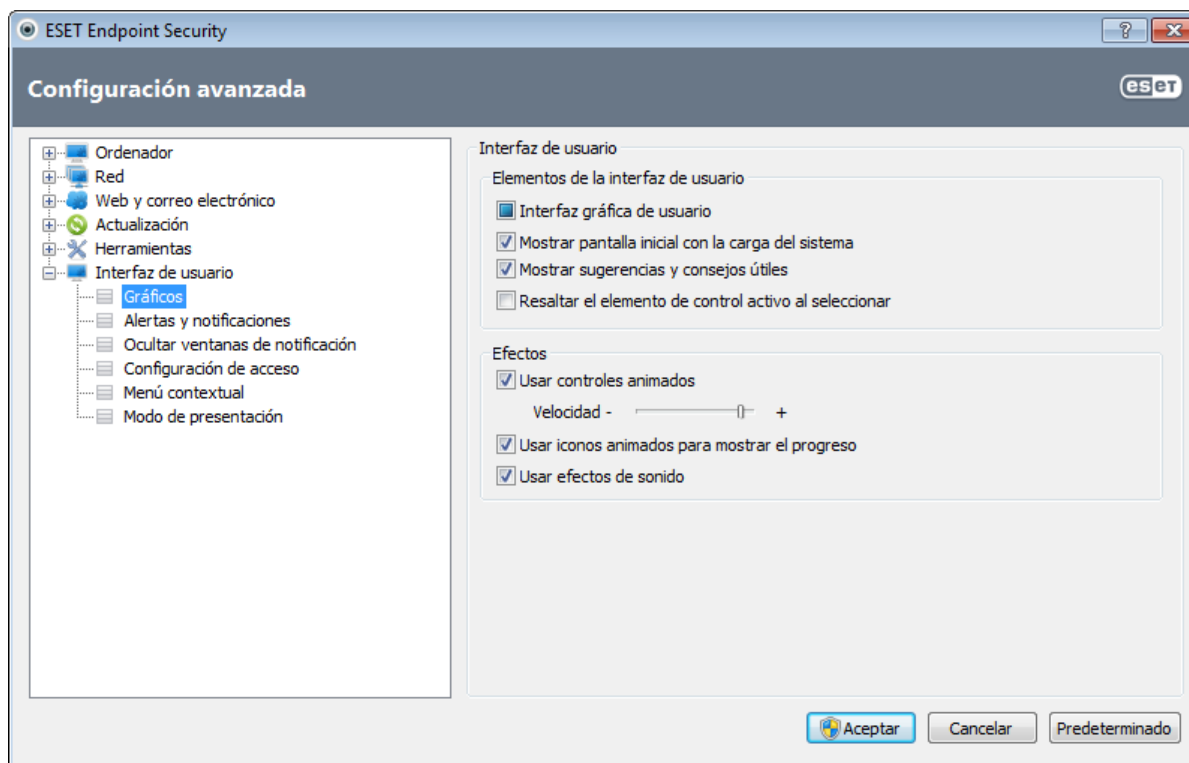 ESET Endpoint Security
Configuración avanzada
eset
Ordenador
Red
Web y correo electrónico
Actualización
Herramientas
Interfaz de usuario
Gráficos
Alertas y notificaciones
Ocultar ventanas de notificación
Configuración de acceso
Menú contextual
Modo de presentación
Interfaz de usuario
Elementos de la interfaz de usuario
Interfaz gráfica de usuario
Mostrar pantalla inicial con la carga del sistema
Mostrar sugerencias y consejos útiles
Resaltar el elemento de control activo al seleccionar
Efectos
Usar controles animados
Velocidad - +
Usar iconos animados para mostrar el progreso
Usar efectos de sonido
Aceptar Cancelar Predeterminado